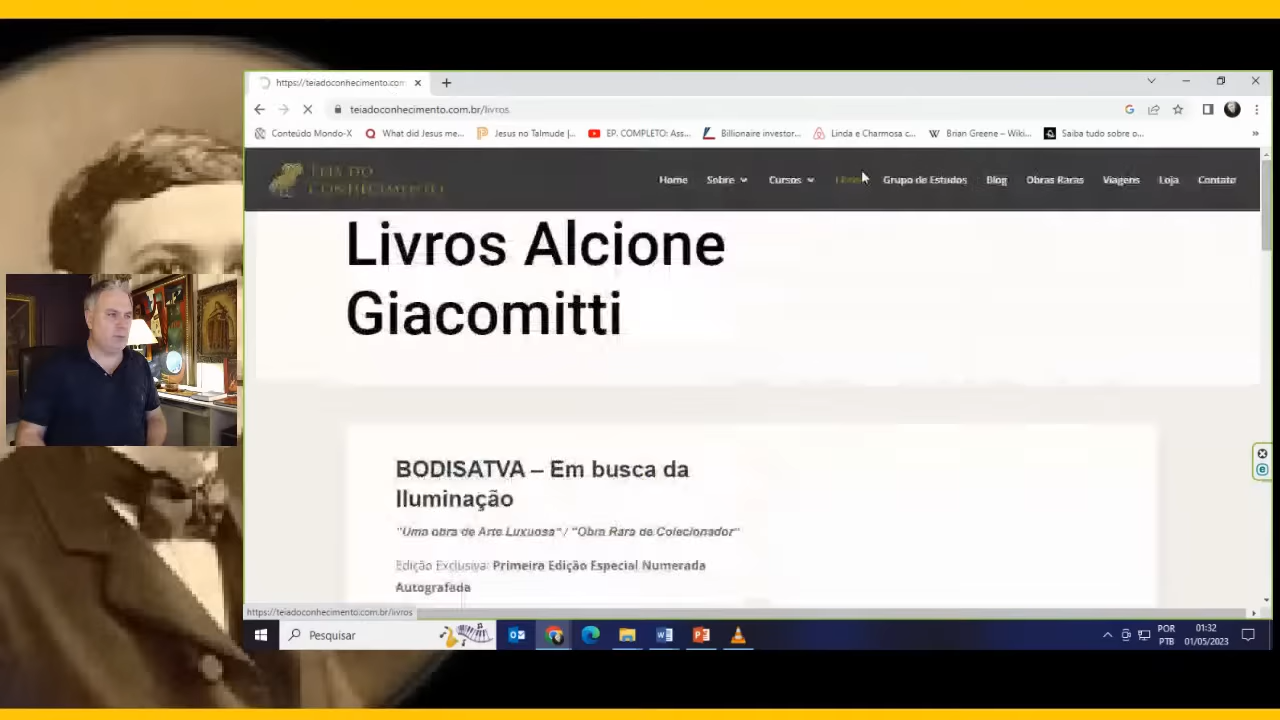 https://teiadoconhecimento.com
teiadoconhecimento.com.br/livros
Conteúdo Mondo-X
What did Jesus me...
Jesus no Talmude |...
EP. COMPLETO: Ass...
Billionaire investor...
Linda e Charmosa c...
Brian Greene – Wiki...
Saiba tudo sobre o...
TEIA DO
CONHECIMENTO
Home
Sobre
Cursos
Livros
Grupo de Estudos
Blog
Obras Raras
Viagens
Loja
Contato
Livros Alcione
Giacomitti
BODISATVA – Em busca da
Iluminação
"Uma obra de Arte Luxuosa" / "Obra Rara de Colecionador"
Edição Exclusiva: Primeira Edição Especial Numerada
Autografada
https://teiadoconhecimento.com.br/livros
Pesquisar
POR
PTB
01:32
01/05/2023